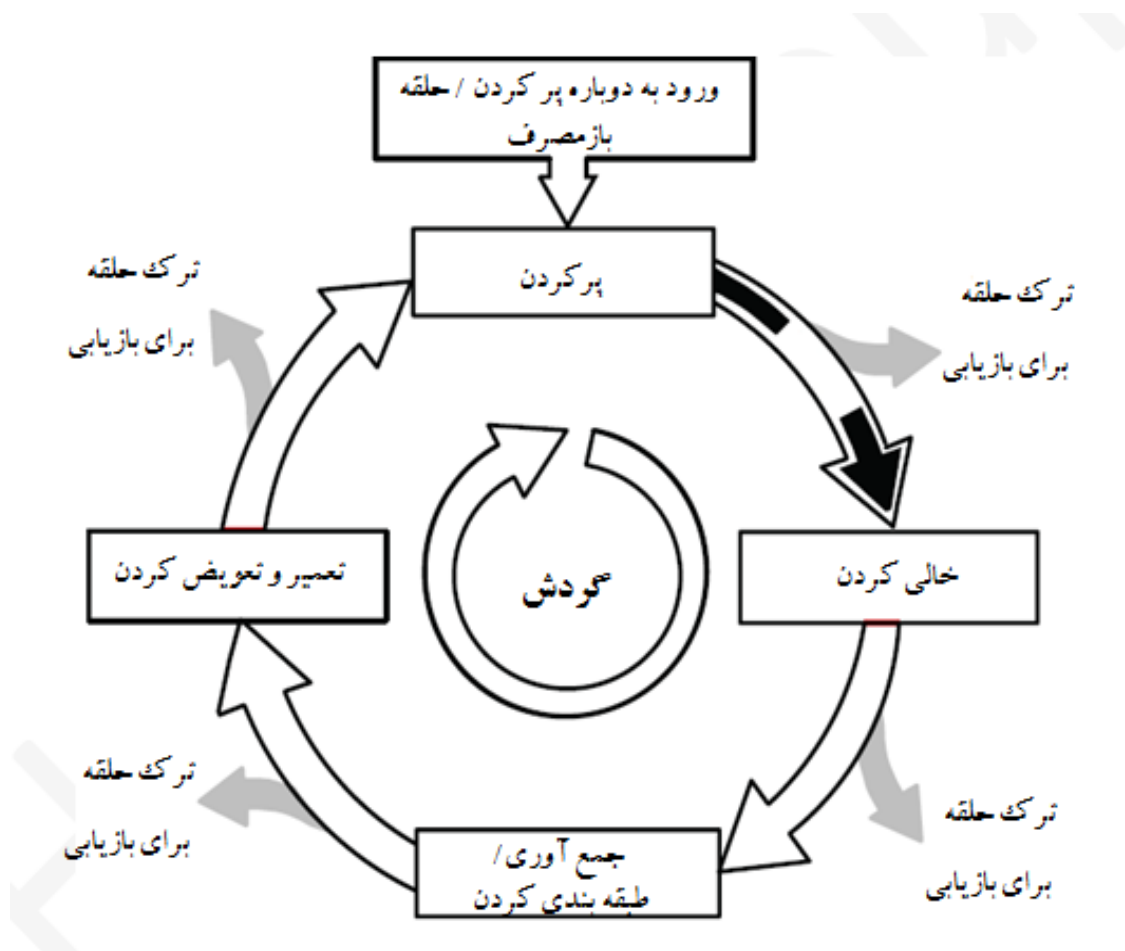 ورود به دوباره پر کردن / حلقه
بازمصرف
پرکردن
ترک حلقه
برای بازیابی
ترک حلقه
برای بازیابی
تعمیر و تعویض کردن
گردش
خالی کردن
ترک حلقه
برای بازیابی
ترک حلقه
برای بازیابی
جمع آوری /
طبقه بندی کردن